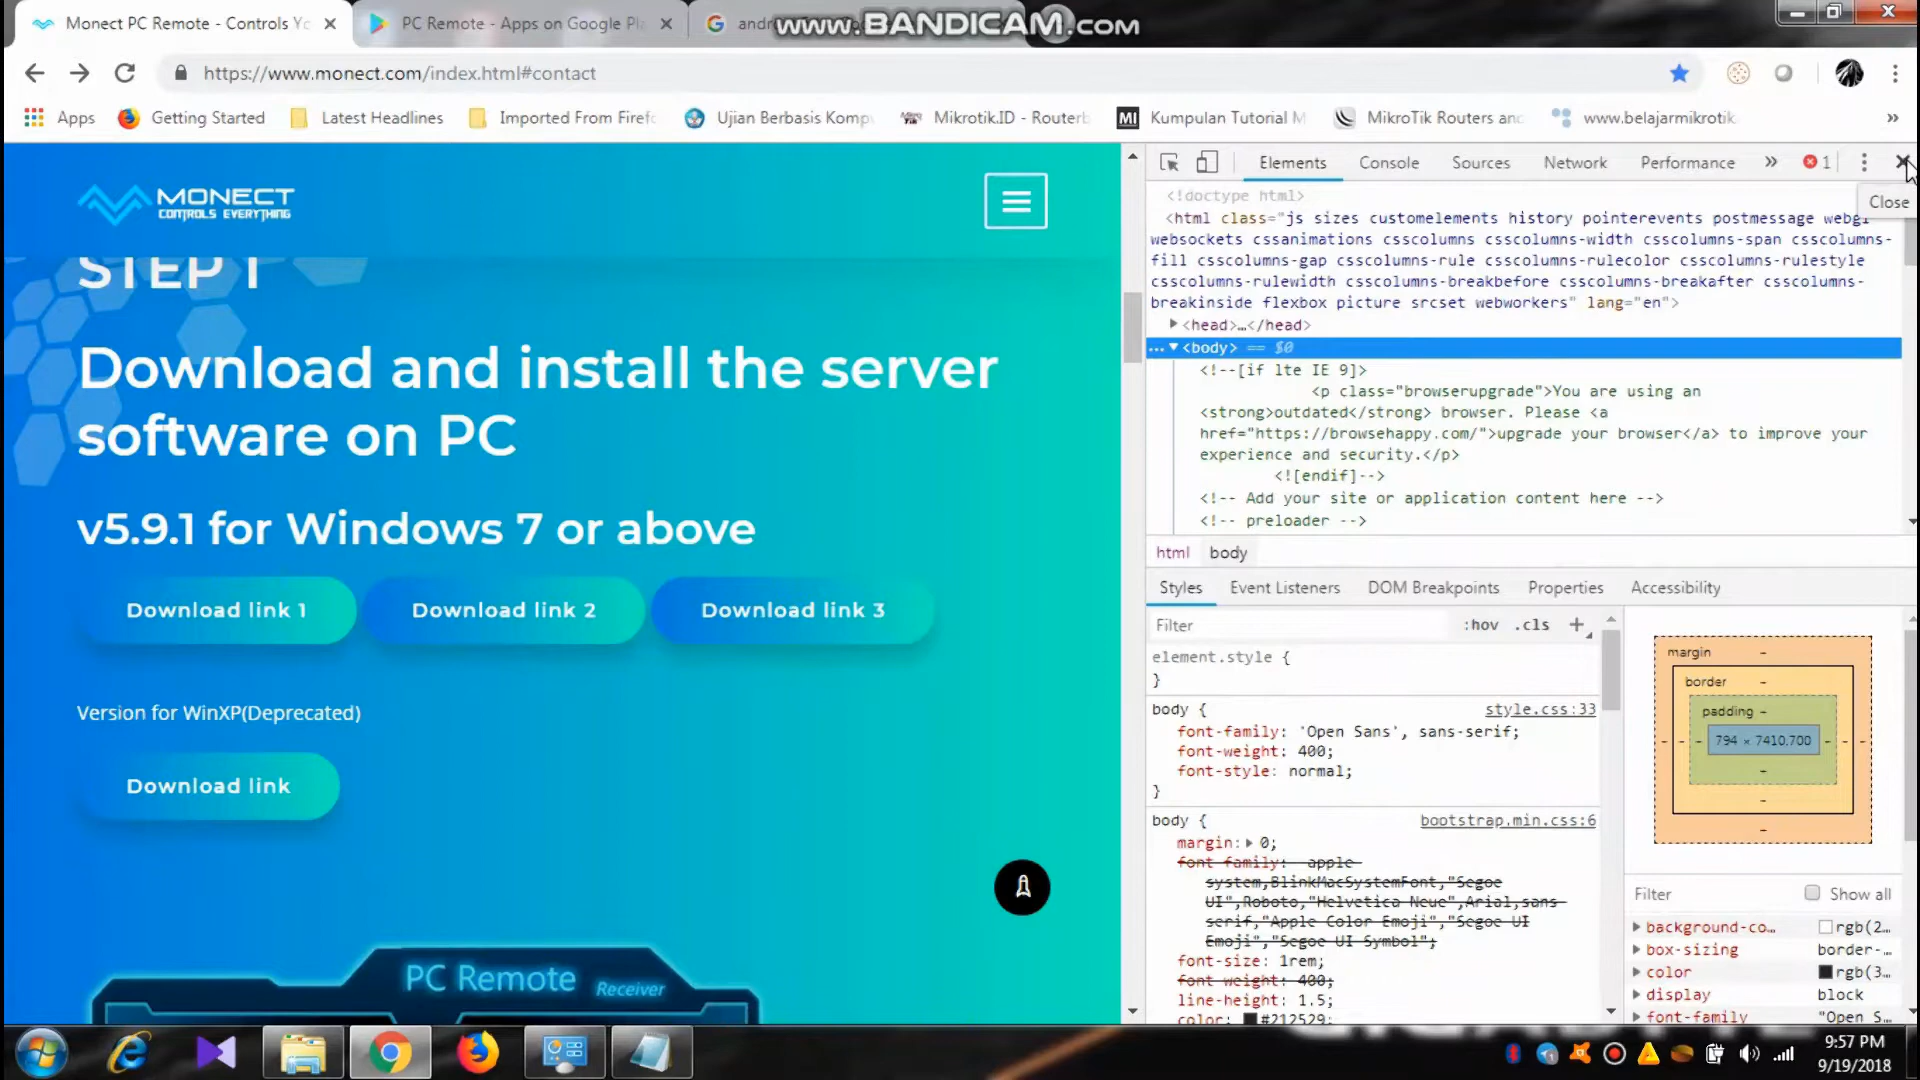 Monect PC Remote - Controls Yo
PC Remote - Apps on Google Pla
www.BANDICAM.com
https://www.monect.com/index.html#contact
Apps
Getting Started
Latest Headlines
Imported From Firefo
Ujian Berbasis Kompu
Mikrotik.ID - Routerb
MI
Kumpulan Tutorial M
MikroTik Routers and
www.belajarmikrotik.
»
MONECT
CONTROLS EVERYTHING
STEP 1
Download and install the server
software on PC
v5.9.1 for Windows 7 or above
Download link 1
Download link 2
Download link 3
Version for WinXP(Deprecated)
Download link
PC Remote Receiver
Elements
Console
Sources
Network
Performance
»
1
Close
<!doctype html>
<html class="js sizes customelements history pointerevents postmessage webgl
websockets cssanimations csscolumns csscolumns-width csscolumns-span csscolumns-
fill csscolumns-gap csscolumns-rule csscolumns-rulecolor csscolumns-rulestyle
csscolumns-rulewidth csscolumns-breakbefore csscolumns-breakafter csscolumns-
breakinside flexbox picture srcset webworkers" lang="en">
<head>…</head>
… <body> == $0
<!--[if lte IE 9]>
<p class="browserupgrade">You are using an
<strong>outdated</strong> browser. Please <a
href="https://browsehappy.com/">upgrade your browser</a> to improve your
experience and security.</p>
<![endif]-->
<!-- Add your site or application content here -->
<!-- preloader -->
html
body
Styles
Event Listeners
DOM Breakpoints
Properties
Accessibility
Filter
:hov
.cls
+
element.style {
}
body {
style.css:33
font-family: 'Open Sans', sans-serif;
font-weight: 400;
font-style: normal;
}
body {
bootstrap.min.css:6
margin: 0;
font-family: -apple-
system,BlinkMacSystemFont,"Segoe
UI",Roboto,"Helvetica Neue",Arial,sans-
serif,"Apple Color Emoji","Segoe UI
Emoji","Segoe UI Symbol";
font-size: 1rem;
font-weight: 400;
line-height: 1.5;
color: #212529;
margin
-
border
-
padding -
794 × 7410.700
Filter
Show all
background-co…
rgb(2…
box-sizing
border-…
color
rgb(3…
display
block
font-family
"Open S…
9:57 PM
9/19/2018